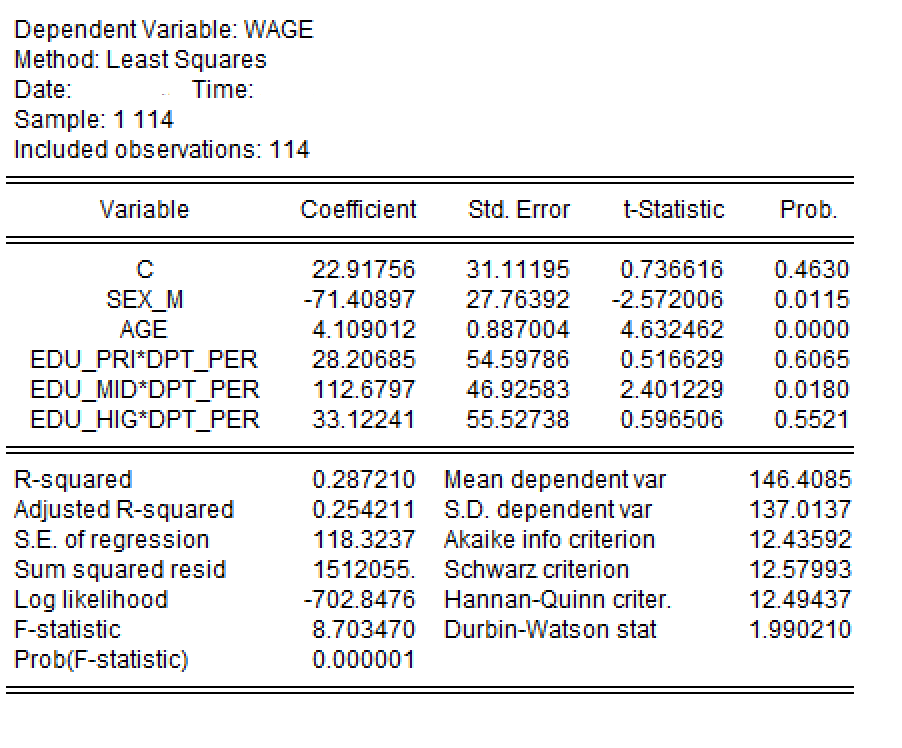 Dependent Variable: WAGE
Method: Least Squares
Date: Time:
Sample: 1 114
Included observations: 114
Variable Coefficient Std. Error t-Statistic Prob.
C 22.91756 31.11195 0.736616 0.4630
SEX_M -71.40897 27.76392 -2.572006 0.0115
AGE 4.109012 0.887004 4.632462 0.0000
EDU_PRI*DPT_PER 28.20685 54.59786 0.516629 0.6065
EDU_MID*DPT_PER 112.6797 46.92583 2.401229 0.0180
EDU_HIG*DPT_PER 33.12241 55.52738 0.596506 0.5521
R-squared 0.287210 Mean dependent var 146.4085
Adjusted R-squared 0.254211 S.D. dependent var 137.0137
S.E. of regression 118.3237 Akaike info criterion 12.43592
Sum squared resid 1512055. Schwarz criterion 12.57993
Log likelihood -702.8476 Hannan-Quinn criter. 12.49437
F-statistic 8.703470 Durbin-Watson stat 1.990210
Prob(F-statistic) 0.000001